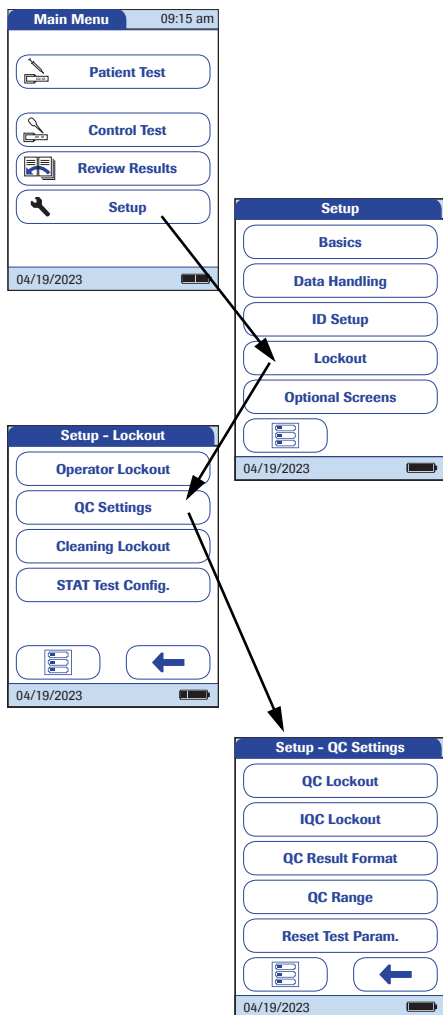 Main Menu
09:15 am
Patient Test
Control Test
Review Results
Setup
04/19/2023
Setup
Basics
Data Handling
ID Setup
Lockout
Optional Screens
04/19/2023
Setup - Lockout
Operator Lockout
QC Settings
Cleaning Lockout
STAT Test Config.
04/19/2023
Setup - QC Settings
QC Lockout
IQC Lockout
QC Result Format
QC Range
Reset Test Param.
04/19/2023